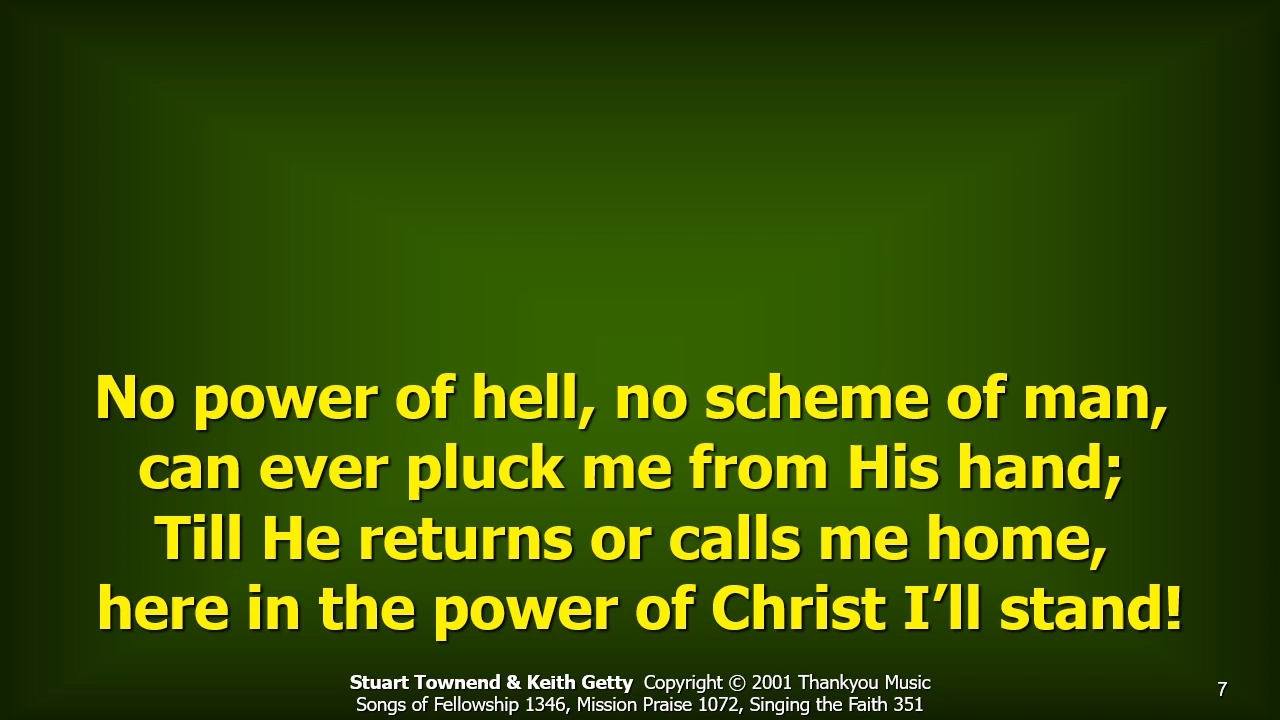 No power of hell, no scheme of man,
can ever pluck me from His hand;
Till He returns or calls me home,
here in the power of Christ I’ll stand!
Stuart Townend & Keith Getty  Copyright © 2001 Thankyou Music
Songs of Fellowship 1346, Mission Praise 1072, Singing the Faith 351
7